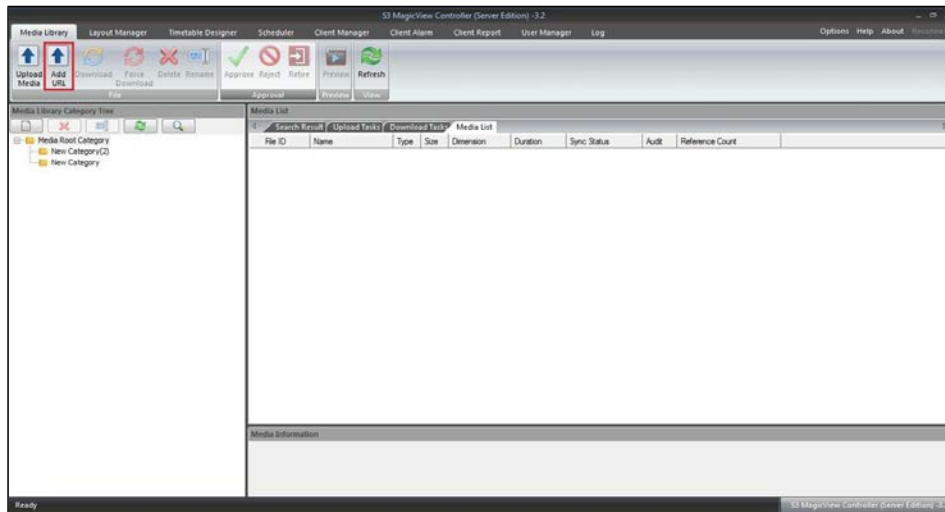 S3 MagicView Controller (Server Edition) -3.2
Media Library Layout Manager Timetable Designer Scheduler Client Manager Client Alarm Client Report User Manager Log Options Help About
Upload Media Add URL Download Force Download Delete Rename Approve Reject Retire Preview Refresh
File Approval Preview View
Media Library Category Tree Media List
Search Result Upload Tasks Download Tasks Media List
Media Root Category File ID Name Type Size Dimension Duration Sync Status Audit Reference Count
New Category(2)
New Category
Media Information
Ready S3 MagicView Controller (Server Edition)